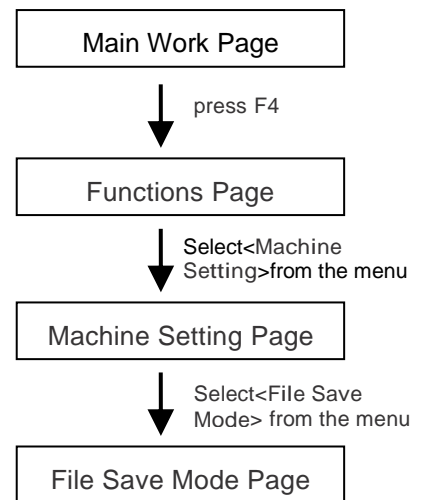 Main Work Page
press F4
Functions Page
Select<Machine
Setting>from the menu
Machine Setting Page
Select<File Save
Mode> from the menu
File Save Mode Page